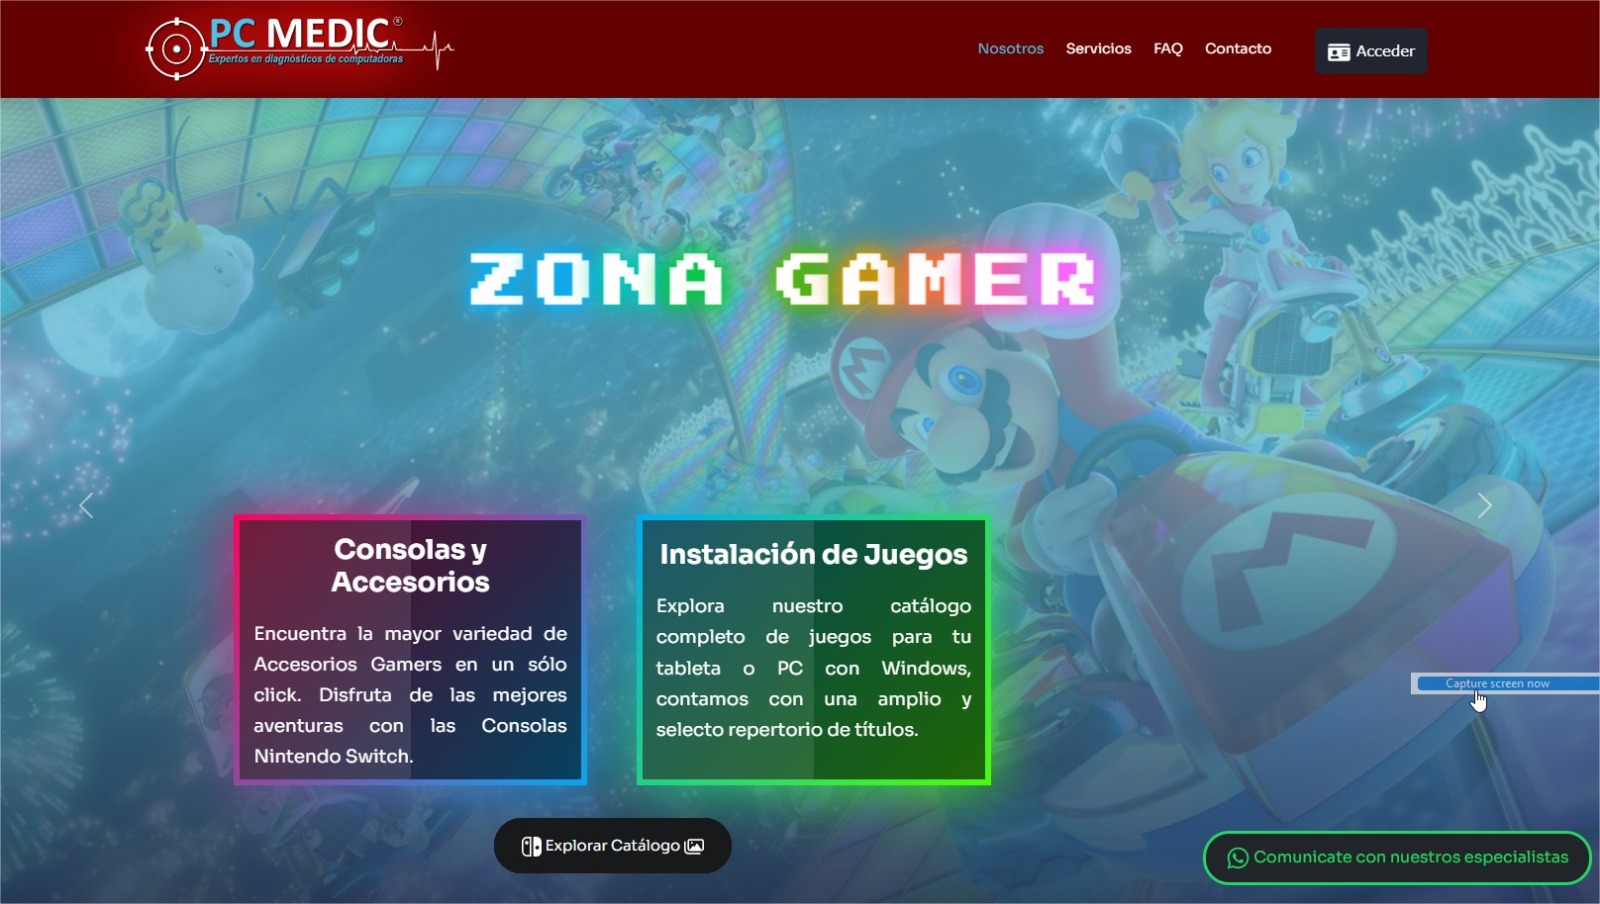 PC MEDIC®
Expertos en diagnósticos de computadoras
Nosotros
Servicios
FAQ
Contacto
Acceder
ZONA GAMER
Consolas y
Accesorios
Encuentra la mayor variedad de
Accesorios Gamers en un sólo
click. Disfruta de las mejores
aventuras con las Consolas
Nintendo Switch.
Instalación de Juegos
Explora nuestro catálogo
completo de juegos para tu
tableta o PC con Windows,
contamos con una amplio y
selecto repertorio de títulos.
Capture screen now
Explorar Catálogo
Comunicate con nuestros especialistas